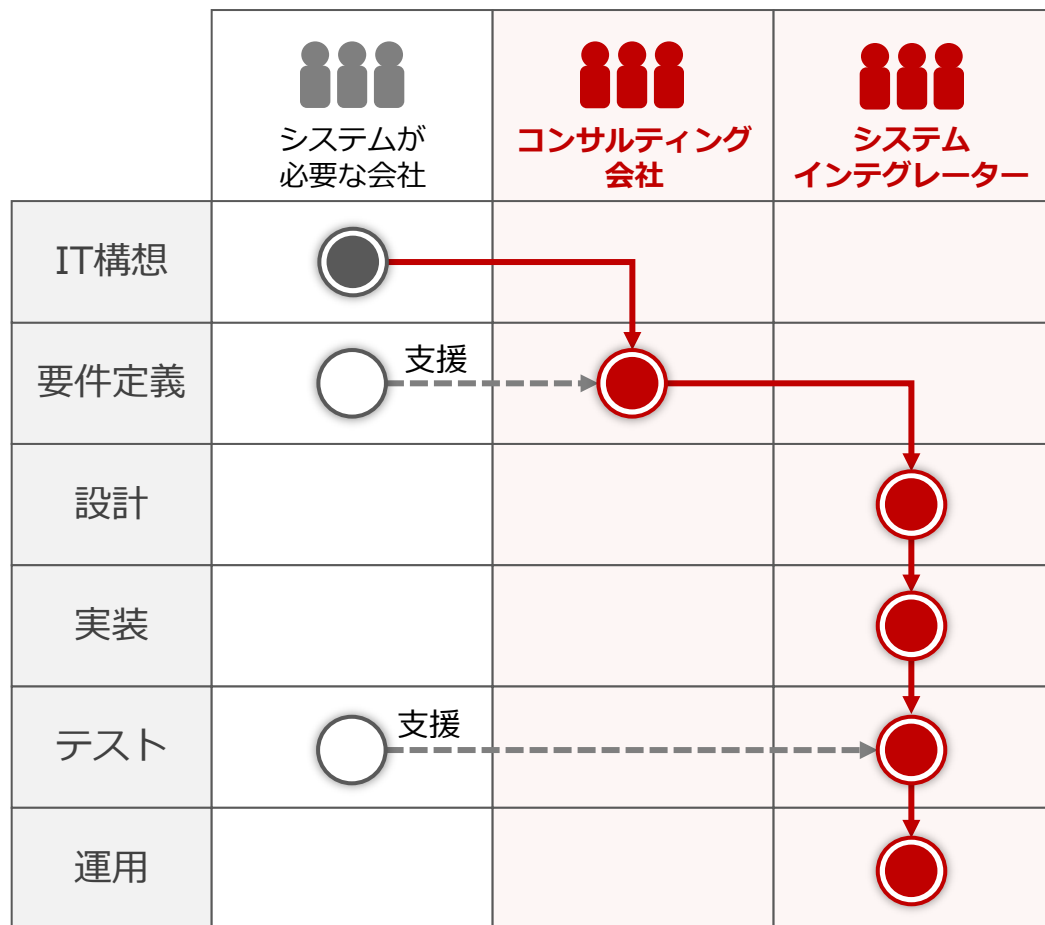 システムが
必要な会社
コンサルティング
会社
システム
インテグレーター
IT構想
要件定義
支援
設計
実装
テスト
支援
運用